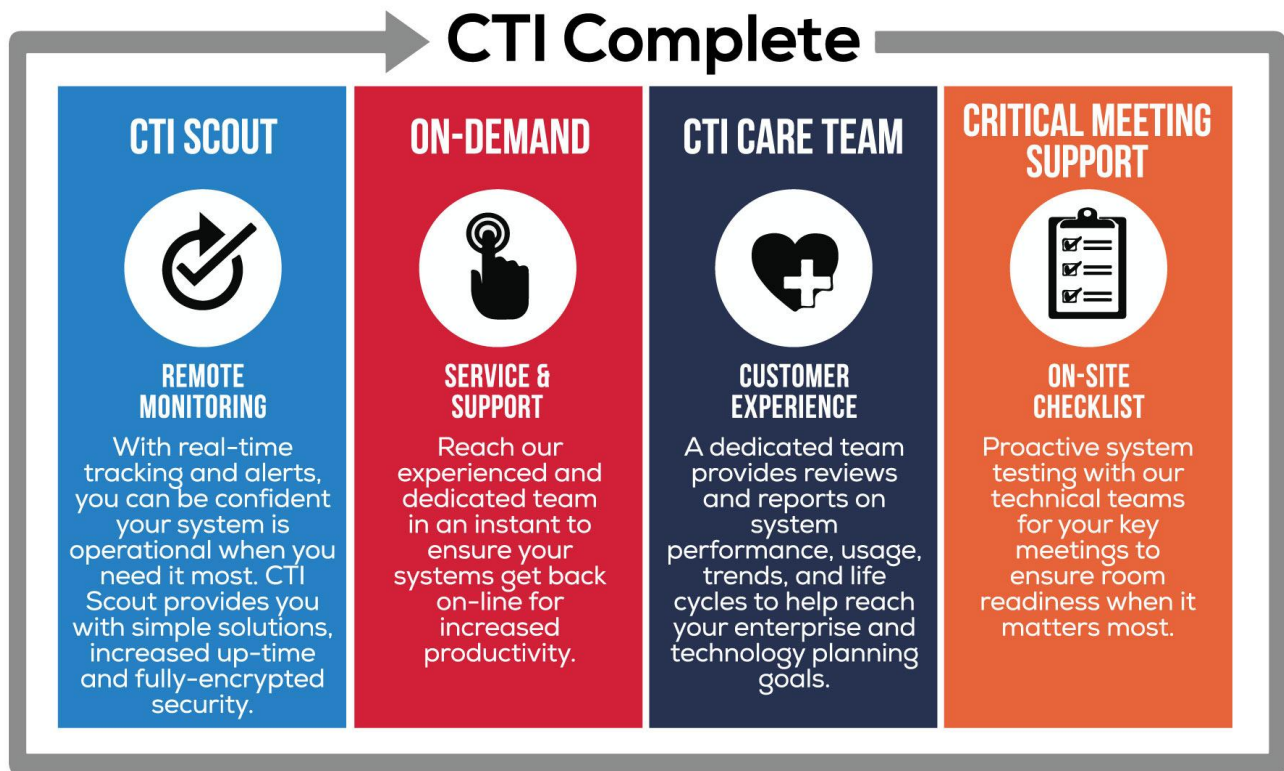 CTI Complete
CTI SCOUT
REMOTE
MONITORING
With real-time
tracking and alerts,
you can be confident
your system is
operational when you
need it most. CTI
Scout provides you
with simple solutions,
increased up-time
and fully-encrypted
security.
ON-DEMAND
SERVICE &
SUPPORT
Reach our
experienced and
dedicated team
in an instant to
ensure your
systems get back
on-line for
increased
productivity.
CTI CARE TEAM
CUSTOMER
EXPERIENCE
A dedicated team
provides reviews
and reports on
system
performance, usage,
trends, and life
cycles to help reach
your enterprise and
technology planning
goals.
CRITICAL MEETING
SUPPORT
ON-SITE
CHECKLIST
Proactive system
testing with our
technical teams
for your key
meetings to
ensure room
readiness when it
matters most.